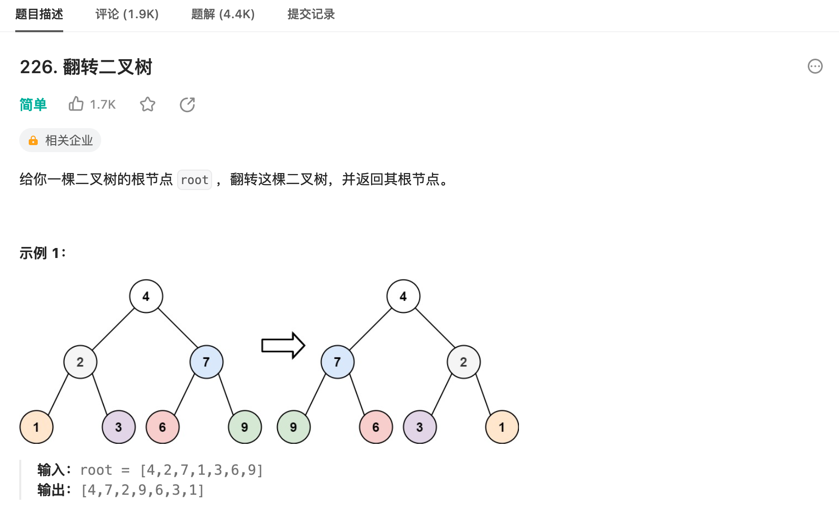 题目描述 评论 (1.9K) 题解 (4.4K) 提交记录
226. 翻转二叉树
简单 1.7K
相关企业
给你一棵二叉树的根节点 root ，翻转这棵二叉树，并返回其根节点。
示例 1：
4 4
2 7 7 2
1 3 6 9 9 6 3 1
输入：root = [4,2,7,1,3,6,9]
输出：[4,7,2,9,6,3,1]